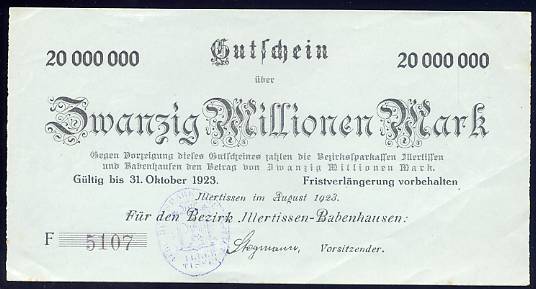 20 000 000 Gutschein 20 000 000
über
Zwanzig Millionen Mark
Gegen Vorzeigung dieses Gutscheines zahlen die Bezirkssparkassen Illertissen
und Babenhausen den Betrag von Zwanzig Millionen Mark.
Gültig bis 31. Oktober 1923. Fristverlängerung vorbehalten
Illertissen im August 1923.
Für den Bezirk Illertissen-Babenhausen:
F 5107 Stegmann, Vorsitzender.